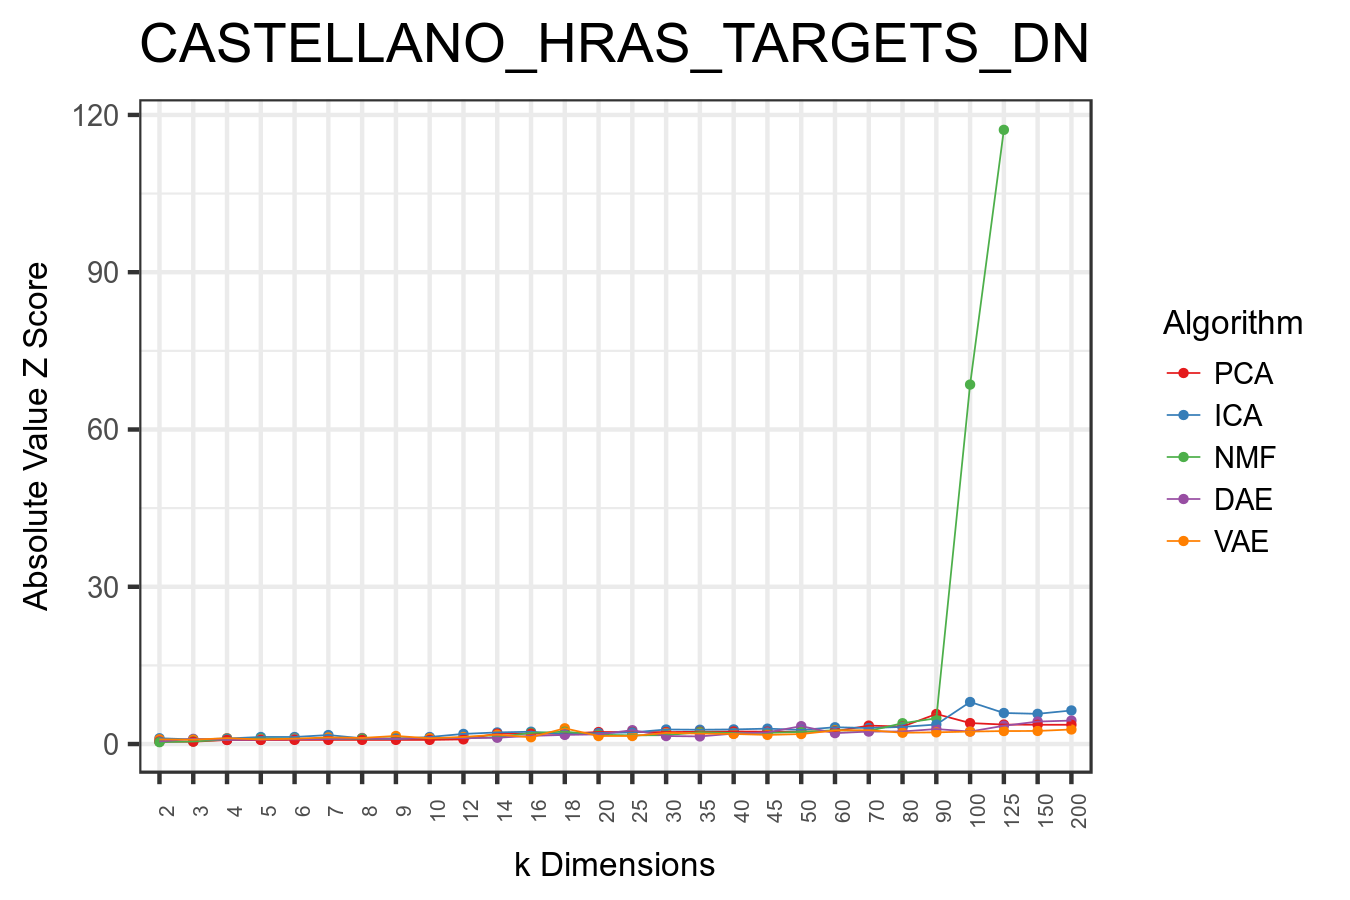 CASTELLANO_HRAS_TARGETS_DN
120
90
60
30
0
Absolute Value Z Score
2 3 4 5 6 7 8 9 10 12 14 16 18 20 25 30 35 40 45 50 60 70 80 90 100 125 150 200
k Dimensions
Algorithm
PCA
ICA
NMF
DAE
VAE